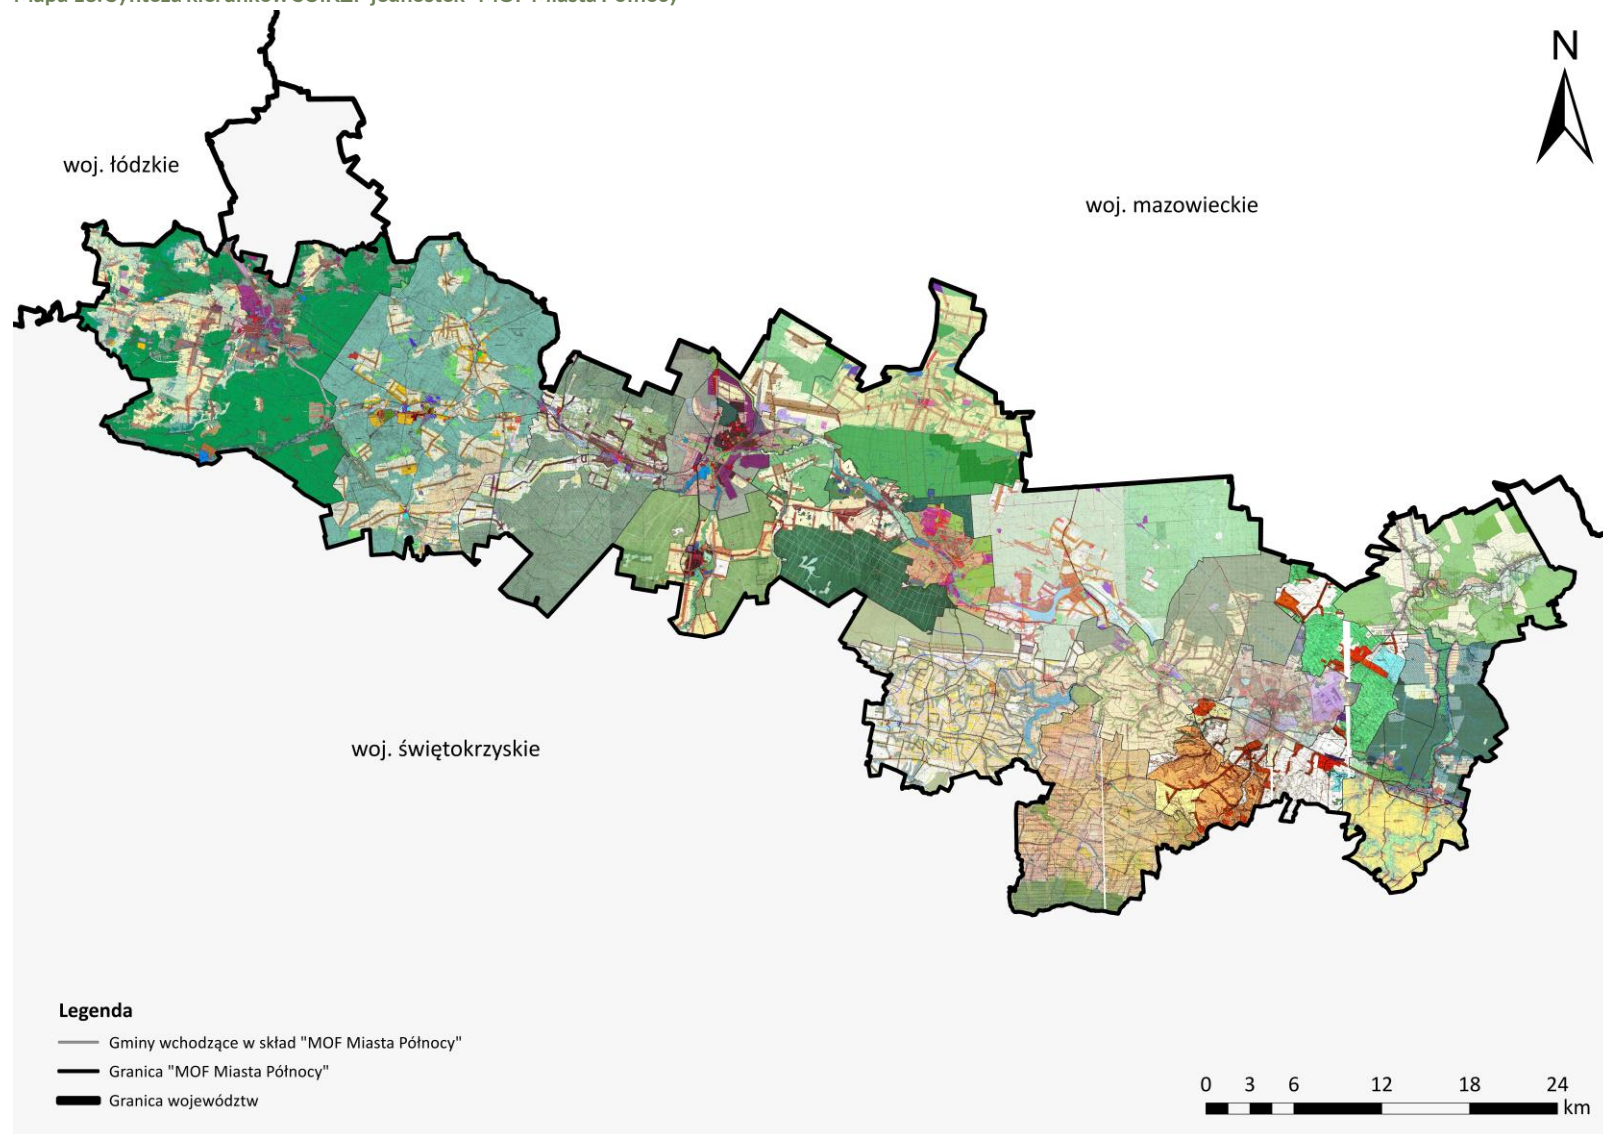 N
woj. łódzkie
woj. mazowieckie
woj. świętokrzyskie
Legenda
Gminy wchodzące w skład "MOF Miasta Północy"
Granica "MOF Miasta Północy"
Granica województw
0 3 6 12 18 24
km